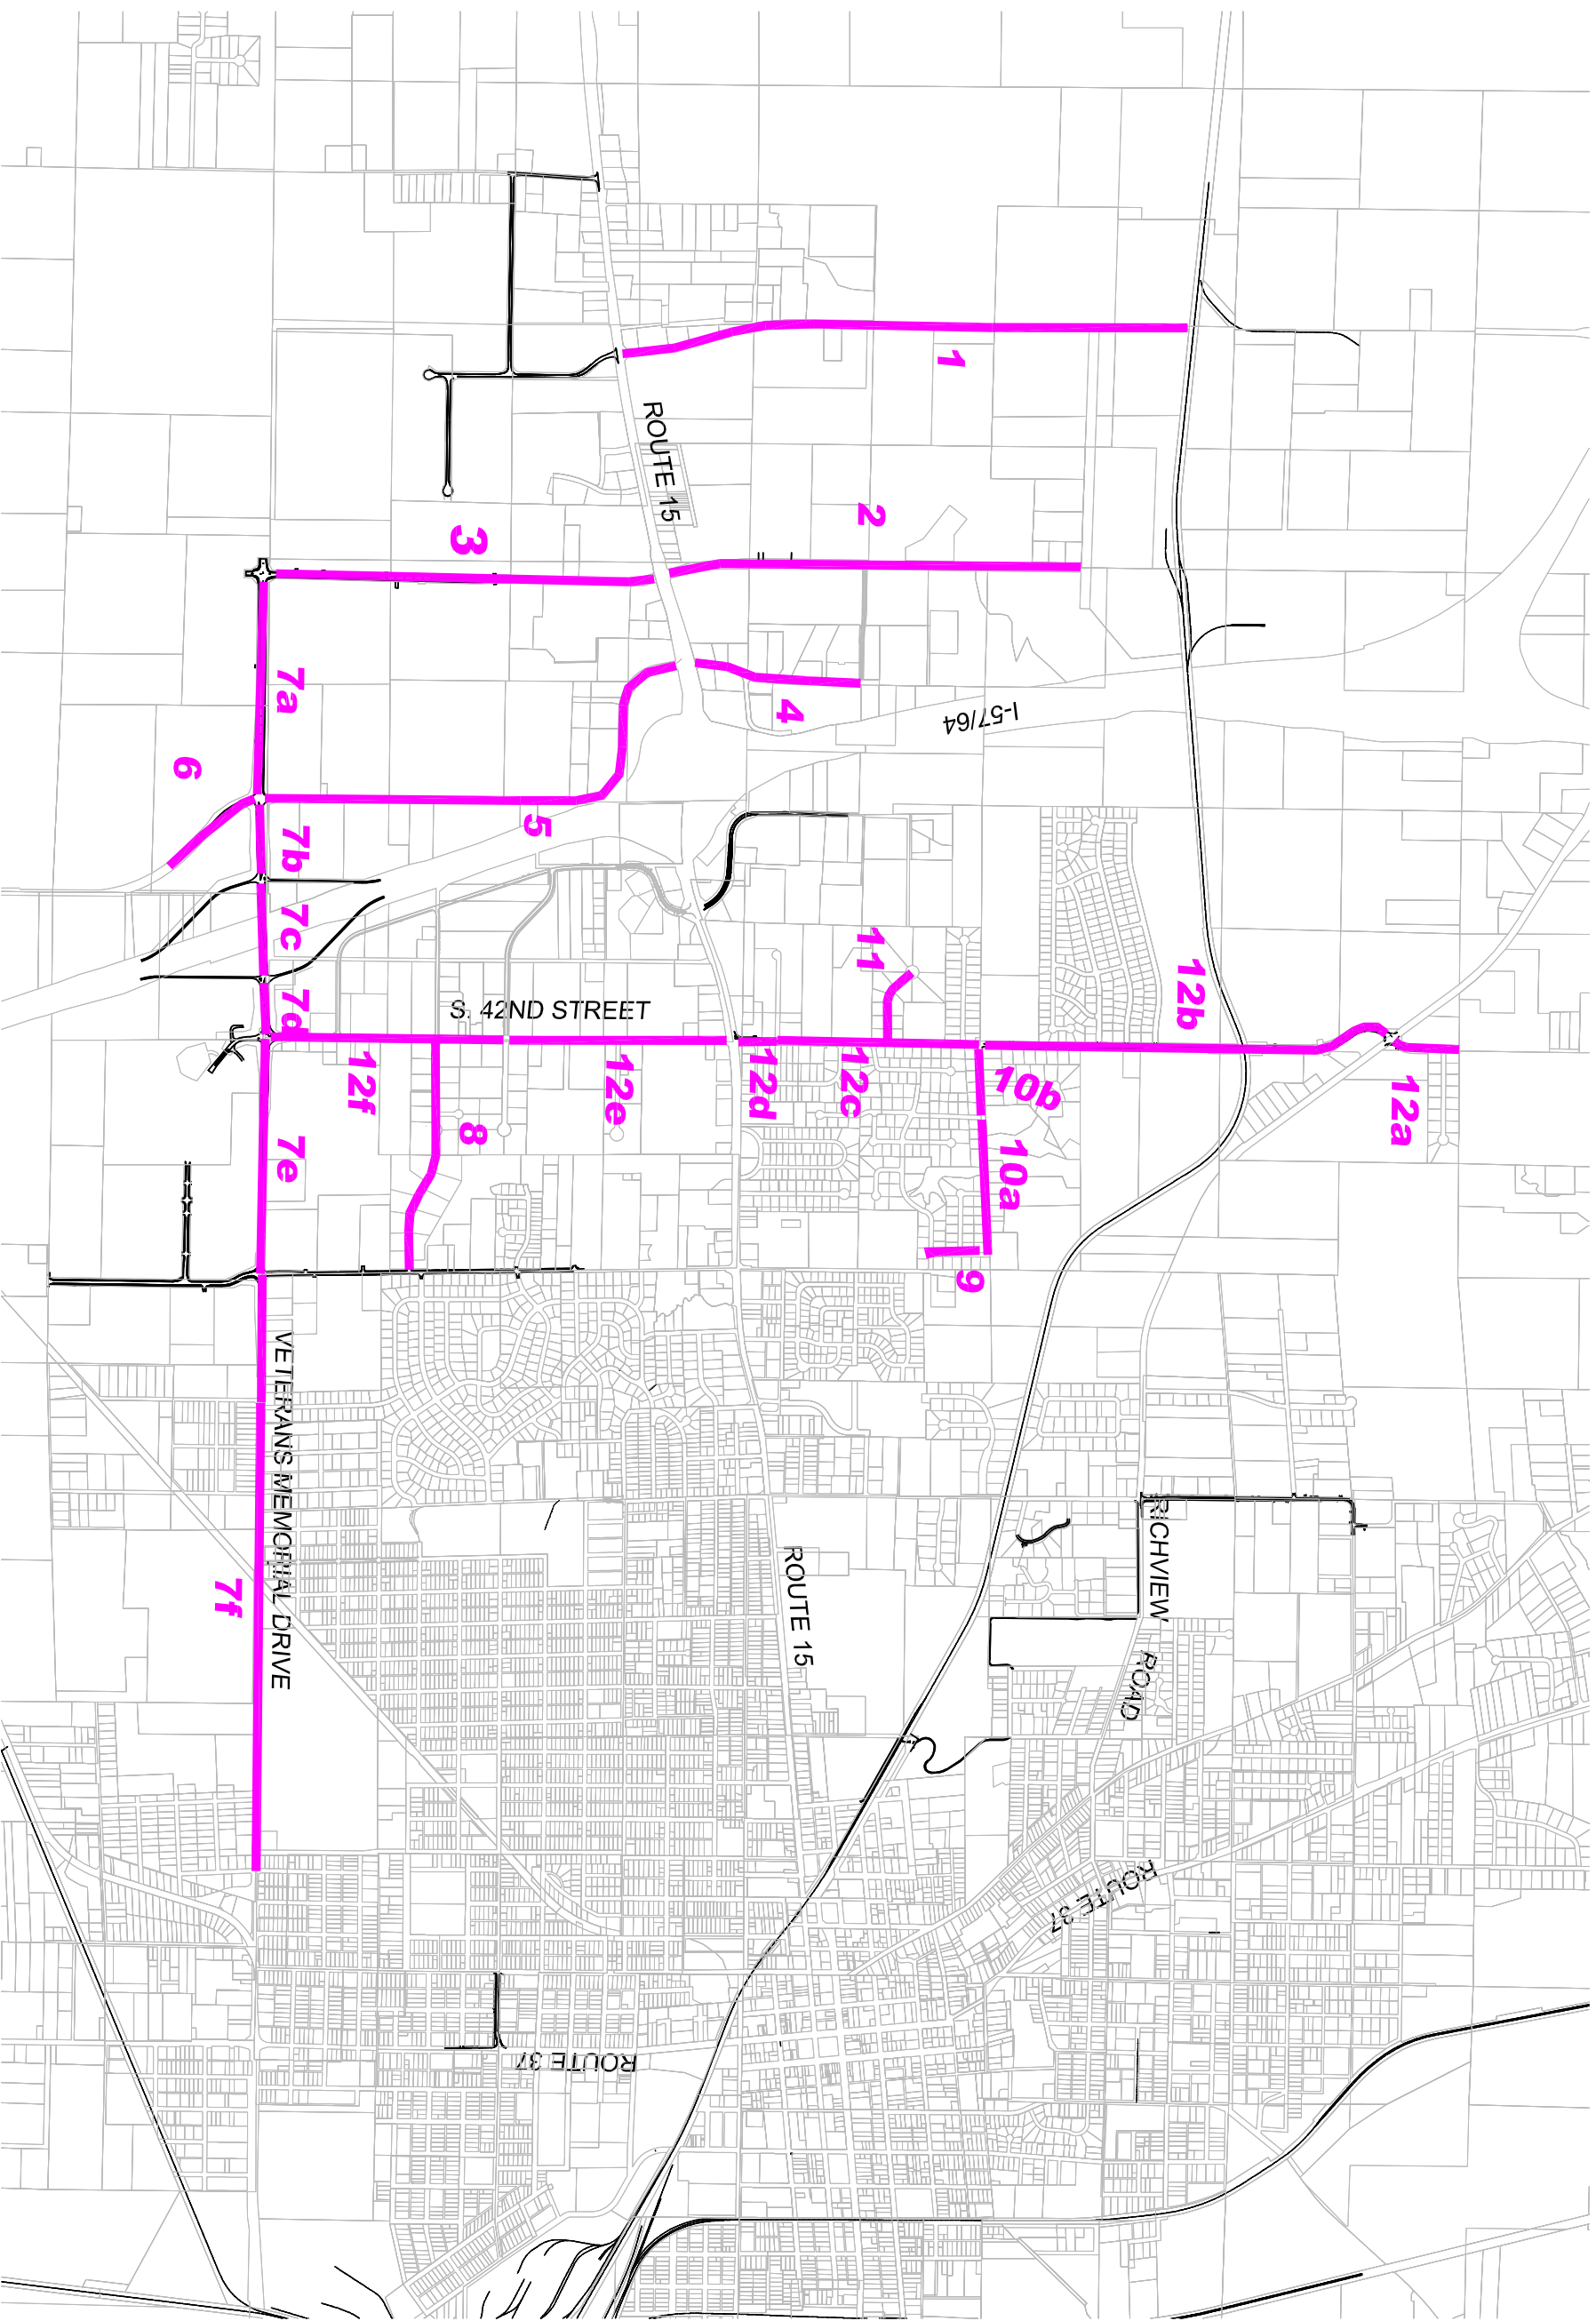 1
ROUTE 15
2
3
7a
4
I-57/64
6
5
7b
7c
11
12b
7d
S. 42ND STREET
12f
12e
12d
12c
10b
12a
8
7e
10a
9
VETERANS MEMORIAL DRIVE
7f
ROUTE 15
RICHVIEW
ROAD
ROUTE 37
ROUTE 37